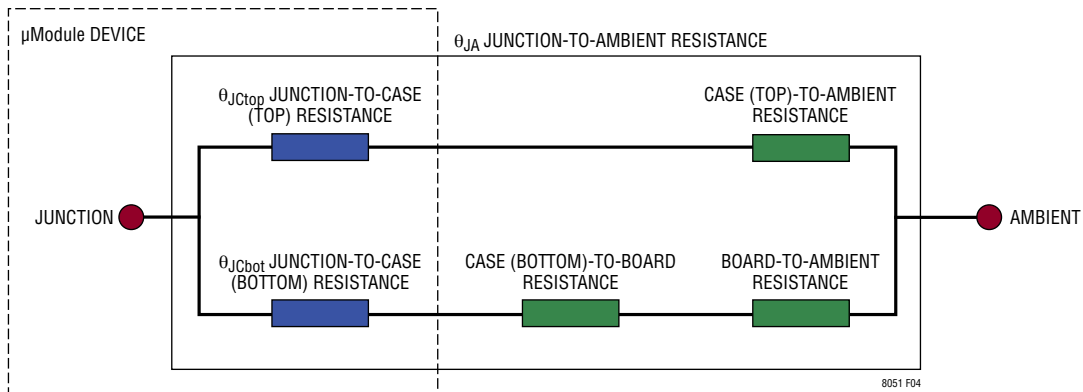 µModule DEVICE
θJA JUNCTION-TO-AMBIENT RESISTANCE
θJCtop JUNCTION-TO-CASE
(TOP) RESISTANCE
CASE (TOP)-TO-AMBIENT
RESISTANCE
JUNCTION
AMBIENT
θJCbot JUNCTION-TO-CASE
(BOTTOM) RESISTANCE
CASE (BOTTOM)-TO-BOARD
RESISTANCE
BOARD-TO-AMBIENT
RESISTANCE
8051 F04